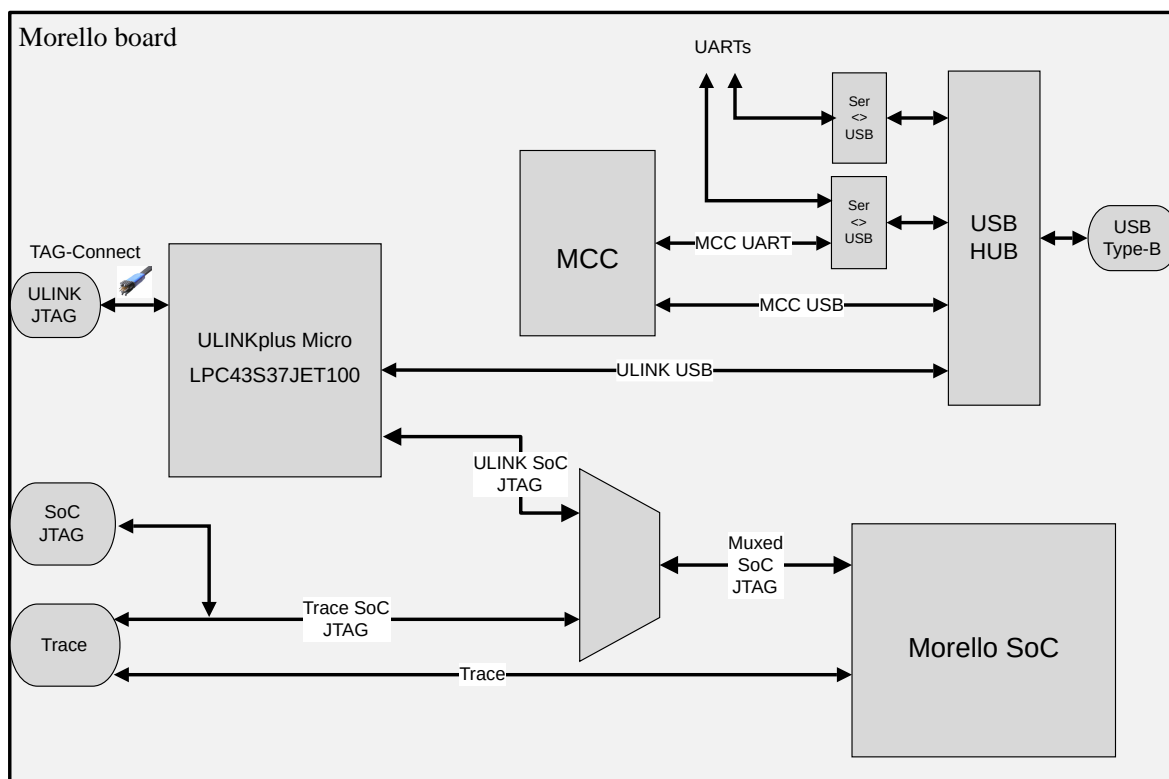 Morello board
UARTs
Ser
<>
USB
Ser
<>
USB
USB
HUB
USB
Type-B
MCC
MCC UART
MCC USB
TAG-Connect
ULINK
JTAG
ULINKplus Micro
LPC43S37JET100
ULINK USB
ULINK SoC
JTAG
SoC
JTAG
Muxed
SoC
JTAG
Trace SoC
JTAG
Trace
Trace
Morello SoC